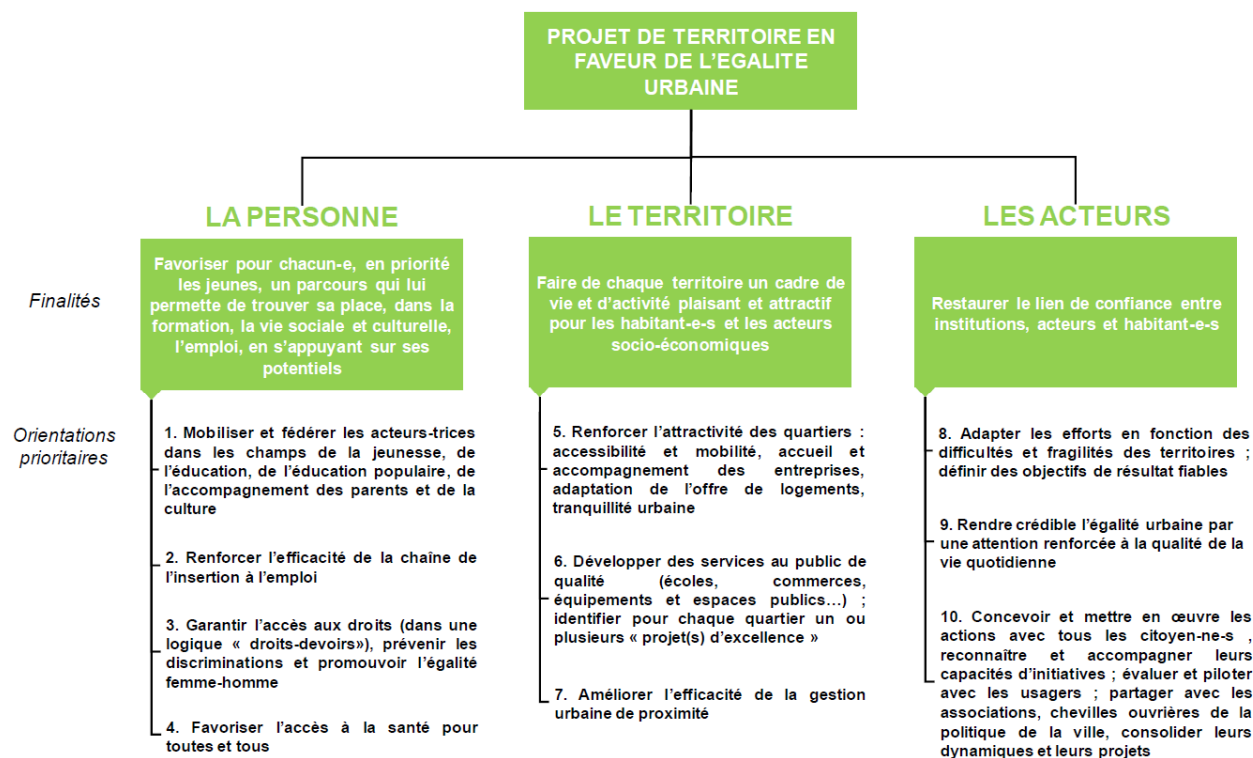 PROJET DE TERRITOIRE EN
FAVEUR DE L’EGALITE
URBAINE
LA PERSONNE
LE TERRITOIRE
LES ACTEURS
Finalités
Favoriser pour chacun-e, en priorité
les jeunes, un parcours qui lui
permette de trouver sa place, dans la
formation, la vie sociale et culturelle,
l’emploi, en s’appuyant sur ses
potentiels
Faire de chaque territoire un cadre de
vie et d’activité plaisant et attractif
pour les habitant-e-s et les acteurs
socio-économiques
Restaurer le lien de confiance entre
institutions, acteurs et habitant-e-s
Orientations
prioritaires
1. Mobiliser et fédérer les acteurs-trices
dans les champs de la jeunesse, de
l’éducation, de l’éducation populaire, de
l’accompagnement des parents et de la
culture
2. Renforcer l’efficacité de la chaîne de
l’insertion à l’emploi
3. Garantir l’accès aux droits (dans une
logique « droits-devoirs»), prévenir les
discriminations et promouvoir l’égalité
femme-homme
4. Favoriser l’accès à la santé pour
toutes et tous
5. Renforcer l’attractivité des quartiers :
accessibilité et mobilité, accueil et
accompagnement des entreprises,
adaptation de l’offre de logements,
tranquillité urbaine
6. Développer des services au public de
qualité (écoles, commerces,
équipements et espaces publics…) ;
identifier pour chaque quartier un ou
plusieurs « projet(s) d’excellence »
7. Améliorer l’efficacité de la gestion
urbaine de proximité
8. Adapter les efforts en fonction des
difficultés et fragilités des territoires ;
définir des objectifs de résultat fiables
9. Rendre crédible l’égalité urbaine par
une attention renforcée à la qualité de la
vie quotidienne
10. Concevoir et mettre en œuvre les
actions avec tous les citoyen-ne-s ,
reconnaître et accompagner leurs
capacités d’initiatives ; évaluer et piloter
avec les usagers ; partager avec les
associations, chevilles ouvrières de la
politique de la ville, consolider leurs
dynamiques et leurs projets